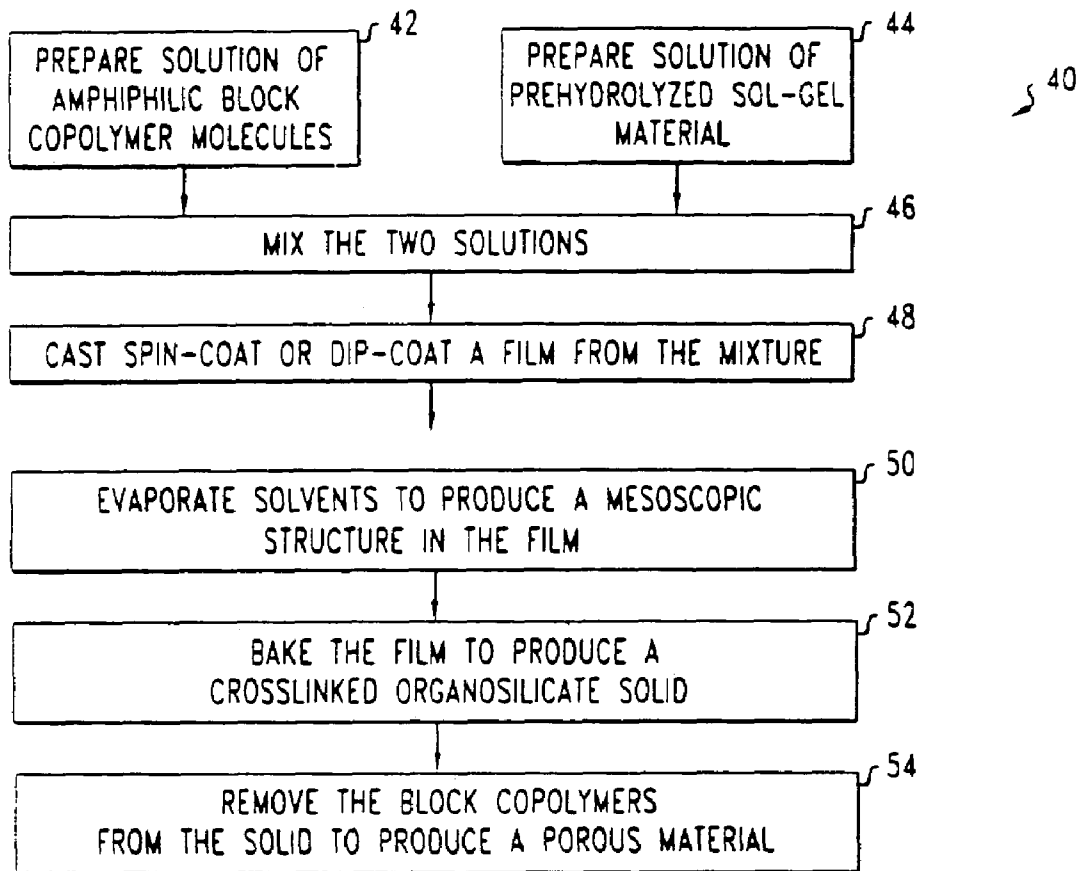 42
PREPARE SOLUTION OF
AMPHIPHILIC BLOCK
COPOLYMER MOLECULES
44
PREPARE SOLUTION OF
PREHYDROLYZED SOL-GEL
MATERIAL
40
46
MIX THE TWO SOLUTIONS
48
CAST SPIN-COAT OR DIP-COAT A FILM FROM THE MIXTURE
50
EVAPORATE SOLVENTS TO PRODUCE A MESOSCOPIC
STRUCTURE IN THE FILM
52
BAKE THE FILM TO PRODUCE A
CROSSLINKED ORGANOSILICATE SOLID
54
REMOVE THE BLOCK COPOLYMERS
FROM THE SOLID TO PRODUCE A POROUS MATERIAL